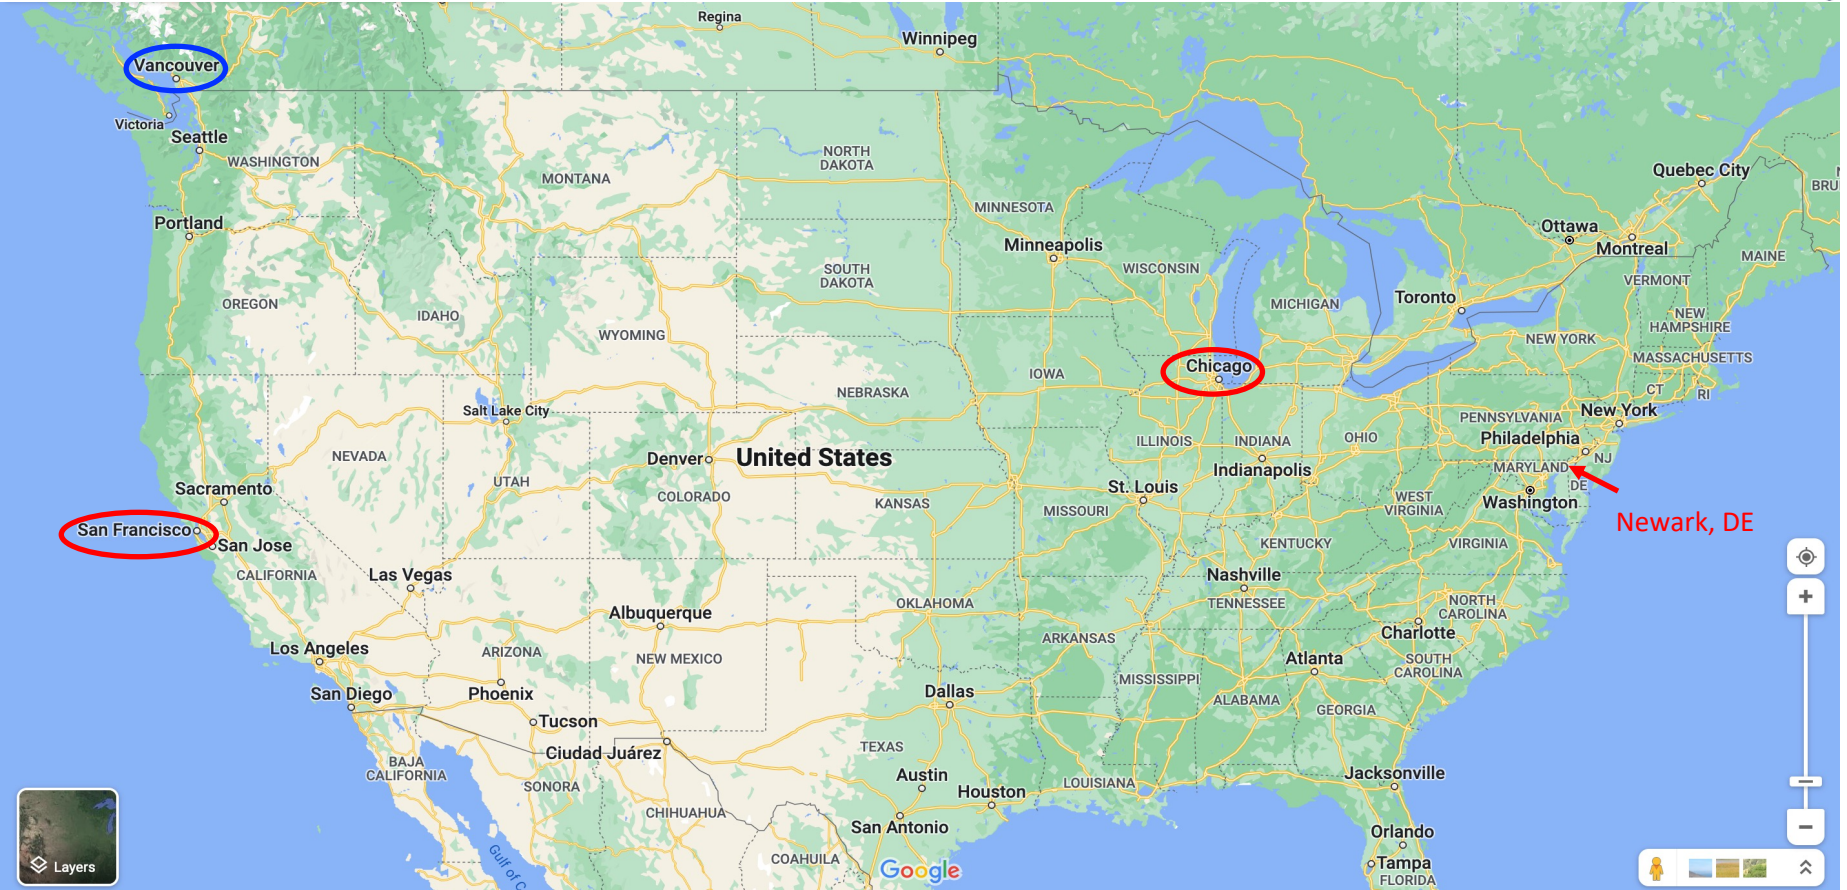 Regina
Winnipeg
Vancouver
Victoria
Seattle
WASHINGTON
NORTH
DAKOTA
MONTANA
Quebec City
BRU
MINNESOTA
Portland
Ottawa
Montreal
Minneapolis
MAINE
WISCONSIN
SOUTH
DAKOTA
VERMONT
OREGON
IDAHO
MICHIGAN
Toronto
NEW
HAMPSHIRE
WYOMING
NEW YORK
MASSACHUSETTS
Chicago
IOWA
CT
RI
NEBRASKA
Salt Lake City
PENNSYLVANIA
New York
Philadelphia
ILLINOIS
INDIANA
OHIO
NEVADA
Denver
United States
NJ
MARYLAND
Indianapolis
UTAH
DE
Sacramento
St. Louis
COLORADO
KANSAS
WEST
VIRGINIA
Washington
MISSOURI
Newark, DE
San Francisco
San Jose
KENTUCKY
VIRGINIA
CALIFORNIA
Las Vegas
Nashville
OKLAHOMA
TENNESSEE
NORTH
CAROLINA
Albuquerque
Charlotte
ARKANSAS
Los Angeles
ARIZONA
NEW MEXICO
Atlanta
SOUTH
CAROLINA
MISSISSIPPI
San Diego
Phoenix
Dallas
ALABAMA
GEORGIA
Tucson
TEXAS
Ciudad Juárez
BAJA
CALIFORNIA
SONORA
Austin
Houston
LOUISIANA
Jacksonville
CHIHUAHUA
San Antonio
Orlando
Gulf of C
COAHUILA
Google
Tampa
FLORIDA
Layers